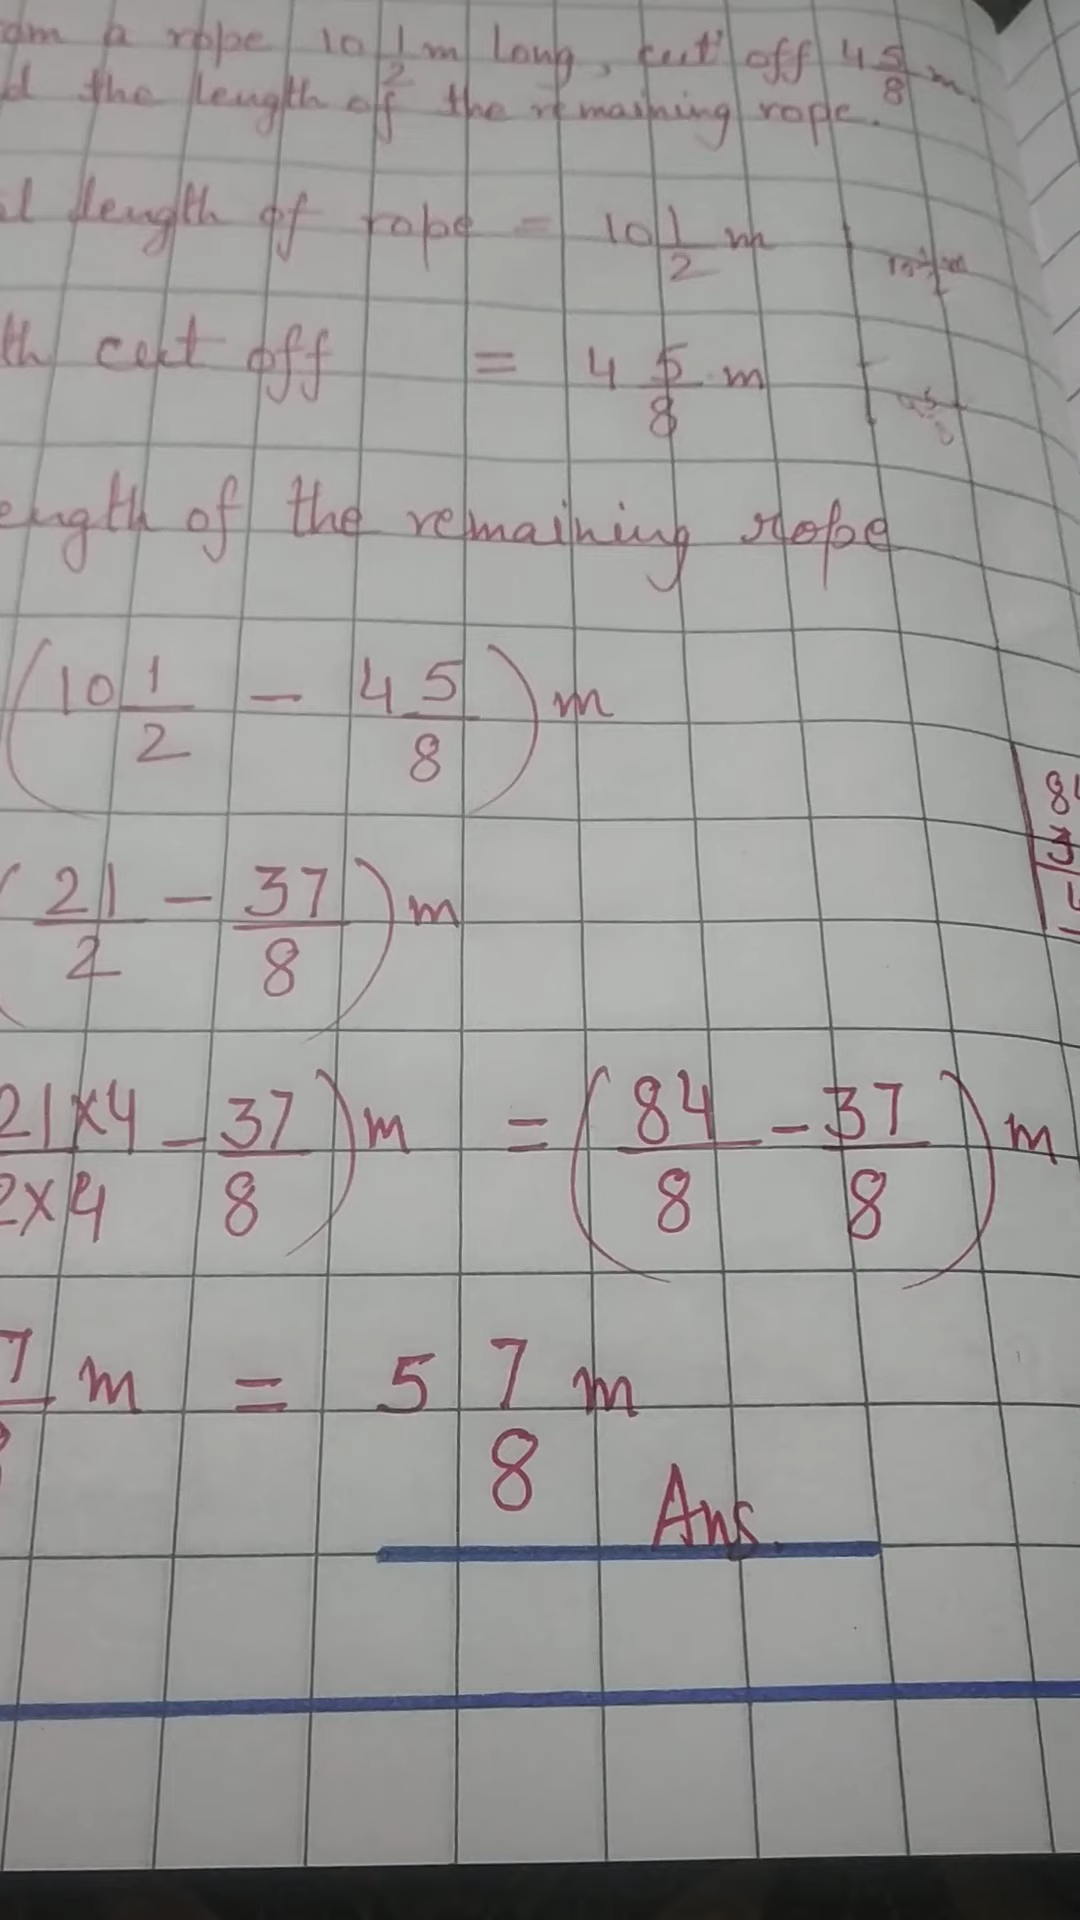 a rope 10 1/2 m long, cut off 4 5/8 m.
the length of the remaining rope.
length of rope = 10 1/2 m
cut off = 4 5/8 m
of the remaining rope
(10 1/2 - 4 5/8) m
(21/2 - 37/8) m
21×4/2×4 - 37/8) m = (84/8 - 37/8) m
7 m = 5 7/8 m
Ans.